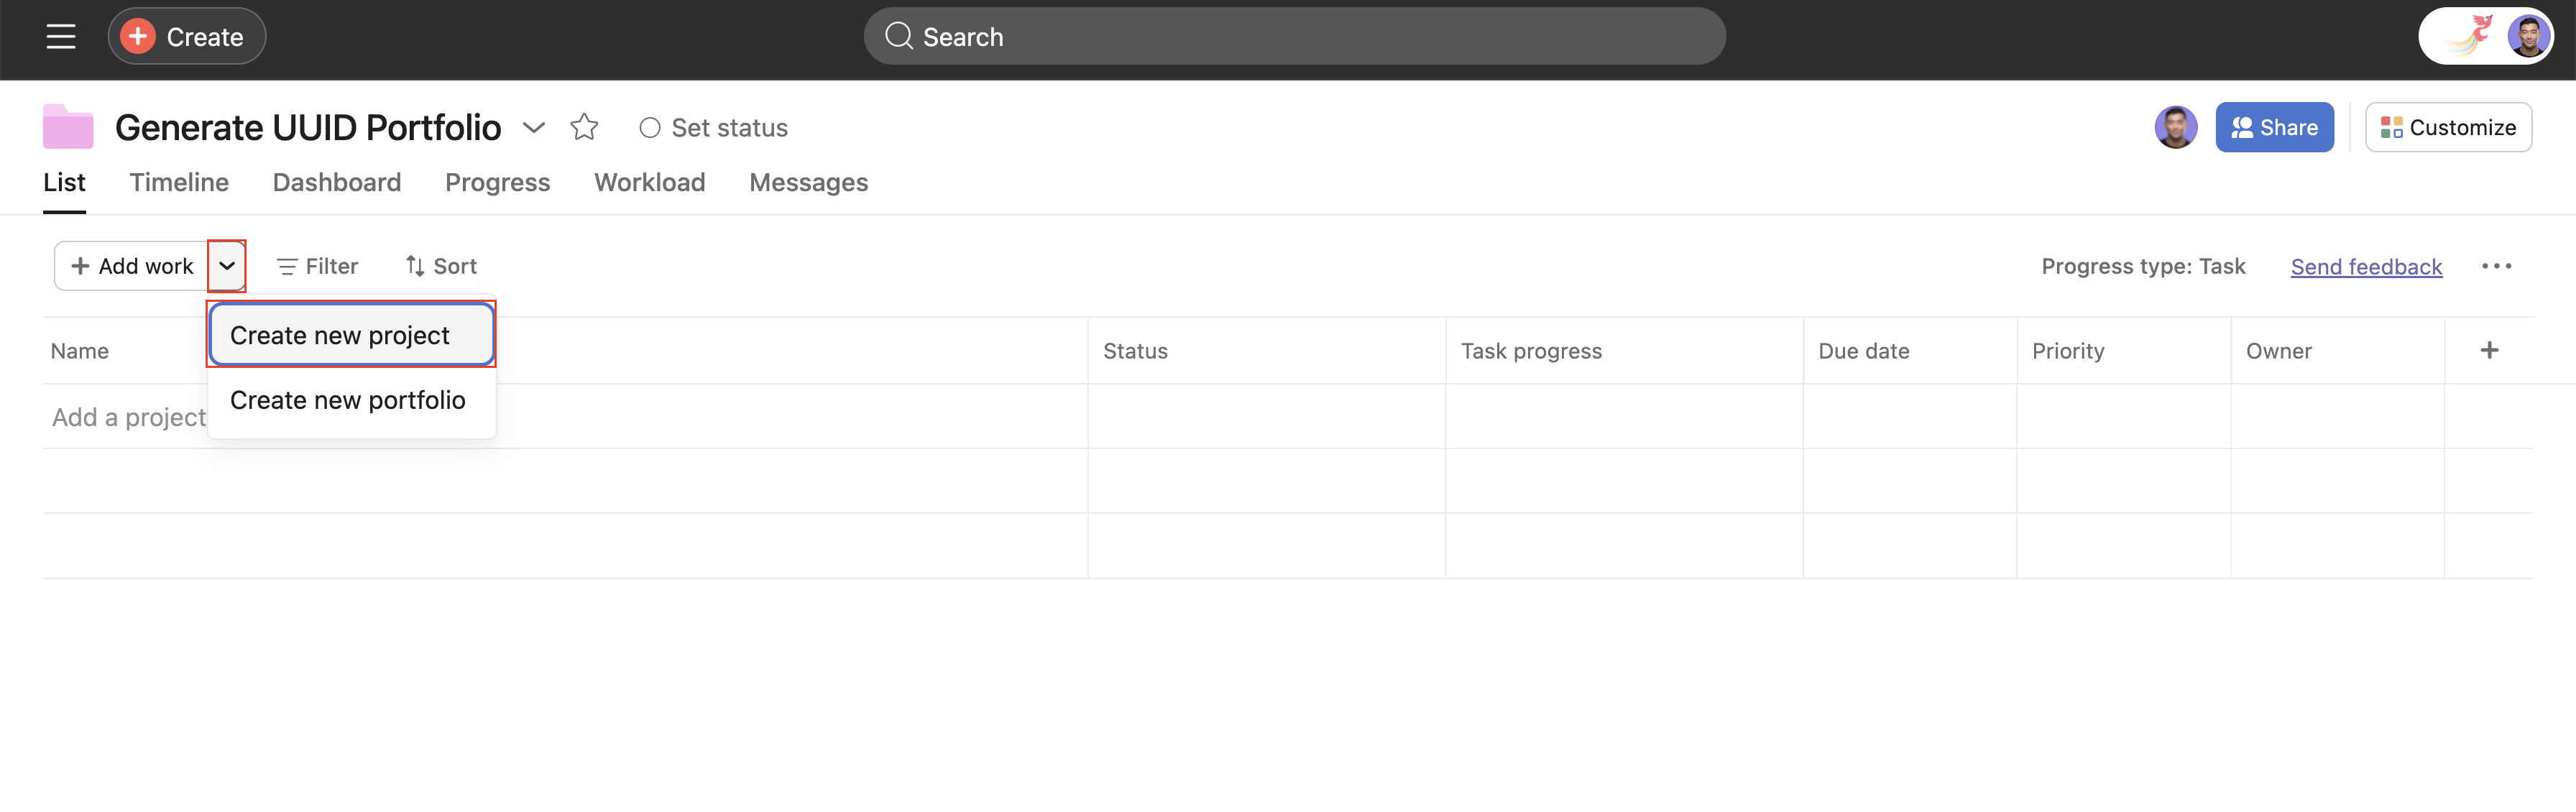 Create
Search
Generate UUID Portfolio
Set status
Share
Customize
List Timeline Dashboard Progress Workload Messages
Add work
Filter
Sort
Progress type: Task
Send feedback
Create new project
Create new portfolio
Name Status Task progress Due date Priority Owner
Add a project